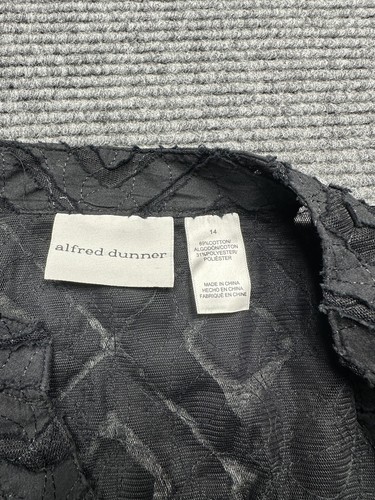 alfred dunner
14
69%COTTON/
ALGODÓN/COTON
31%POLYESTER/
POLIÉSTER
MADE IN CHINA
HECHO EN CHINA
FABRIQUÉ EN CHINE